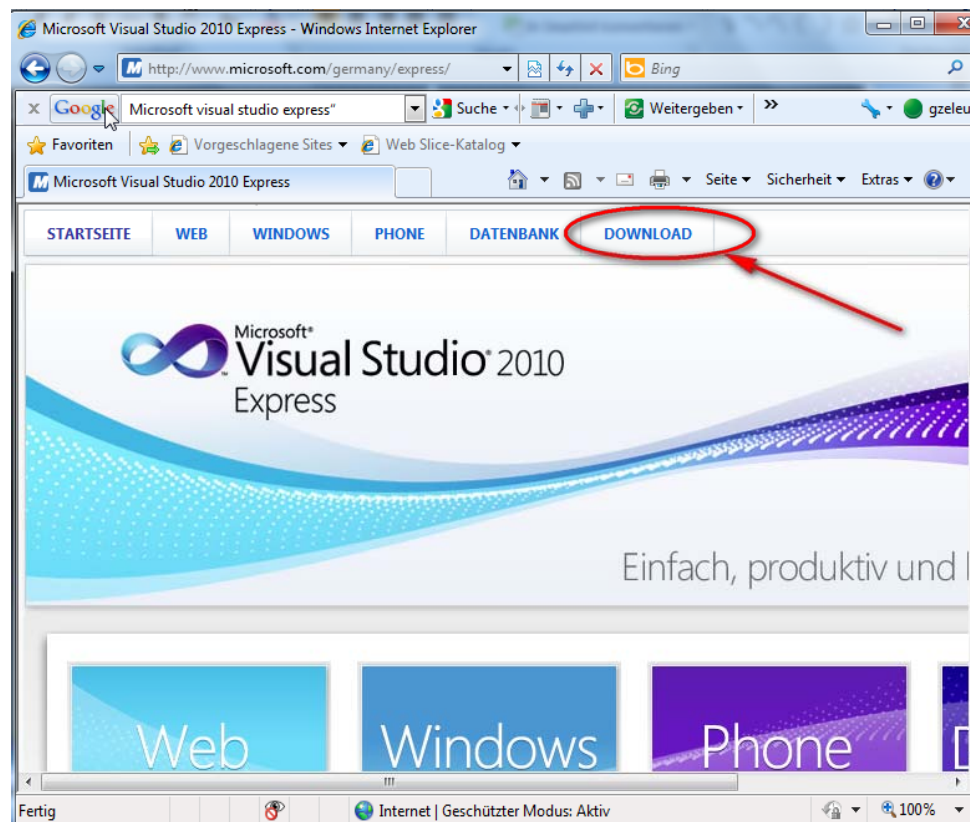 Microsoft Visual Studio 2010 Express - Windows Internet Explorer
http://www.microsoft.com/germany/express/
Bing
x Google Microsoft visual studio express" Suche Weitergeben » gzeleu
Favoriten Vorgeschlagene Sites Web Slice-Katalog
Microsoft Visual Studio 2010 Express Seite Sicherheit Extras
STARTSEITE WEB WINDOWS PHONE DATENBANK DOWNLOAD
Microsoft®
Visual Studio® 2010
Express
Einfach, produktiv und
Web Windows Phone
Fertig Internet | Geschützter Modus: Aktiv 100%